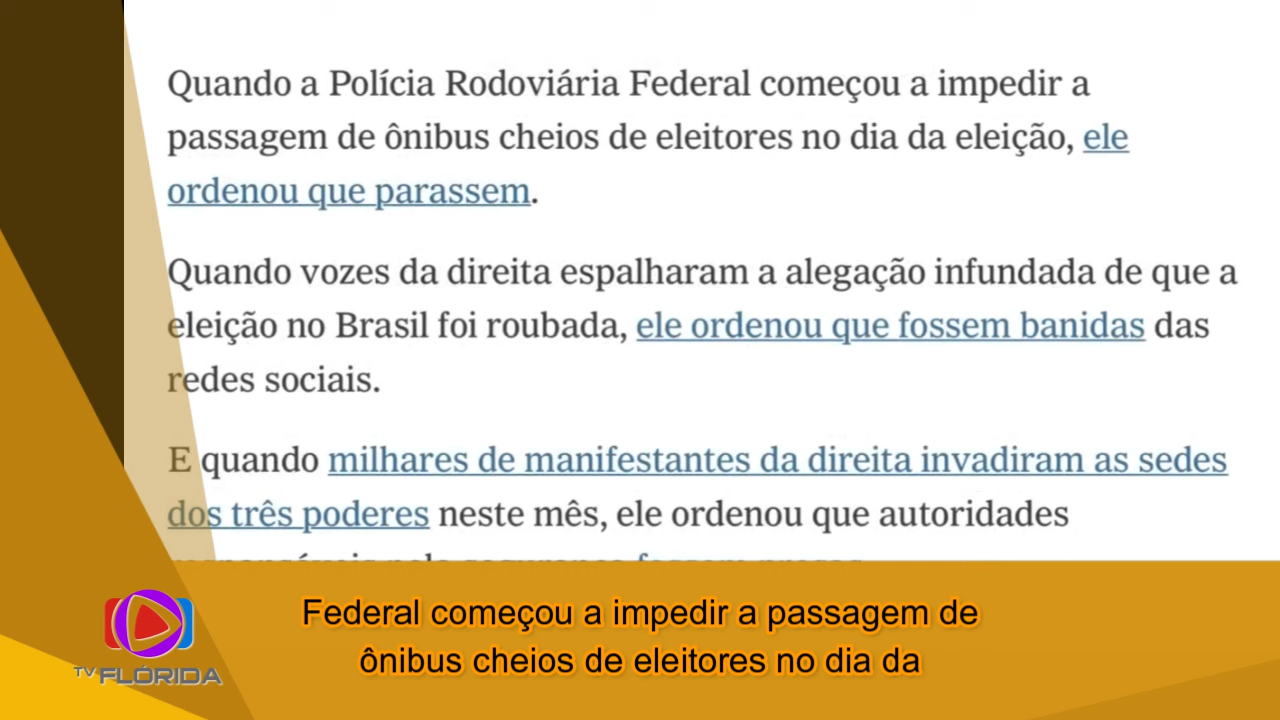 Quando a Polícia Rodoviária Federal começou a impedir a
passagem de ônibus cheios de eleitores no dia da eleição, ele
ordenou que parassem.
Quando vozes da direita espalharam a alegação infundada de que a
eleição no Brasil foi roubada, ele ordenou que fossem banidas das
redes sociais.
E quando milhares de manifestantes da direita invadiram as sedes
dos três poderes neste mês, ele ordenou que autoridades
Federal começou a impedir a passagem de
ônibus cheios de eleitores no dia da
TV FLÓRIDA